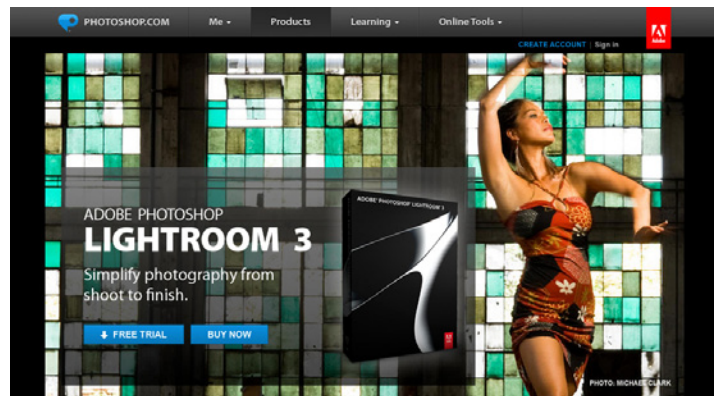 PHOTOSHOP.COM
Me
Products
Learning
Online Tools
CREATE ACCOUNT | Sign in
Adobe
ADOBE PHOTOSHOP
LIGHTROOM 3
Simplify photography from
shoot to finish.
FREE TRIAL
BUY NOW
ADOBE® PHOTOSHOP® LIGHTROOM® 3
Adobe
PHOTO: MICHAEL CLARK